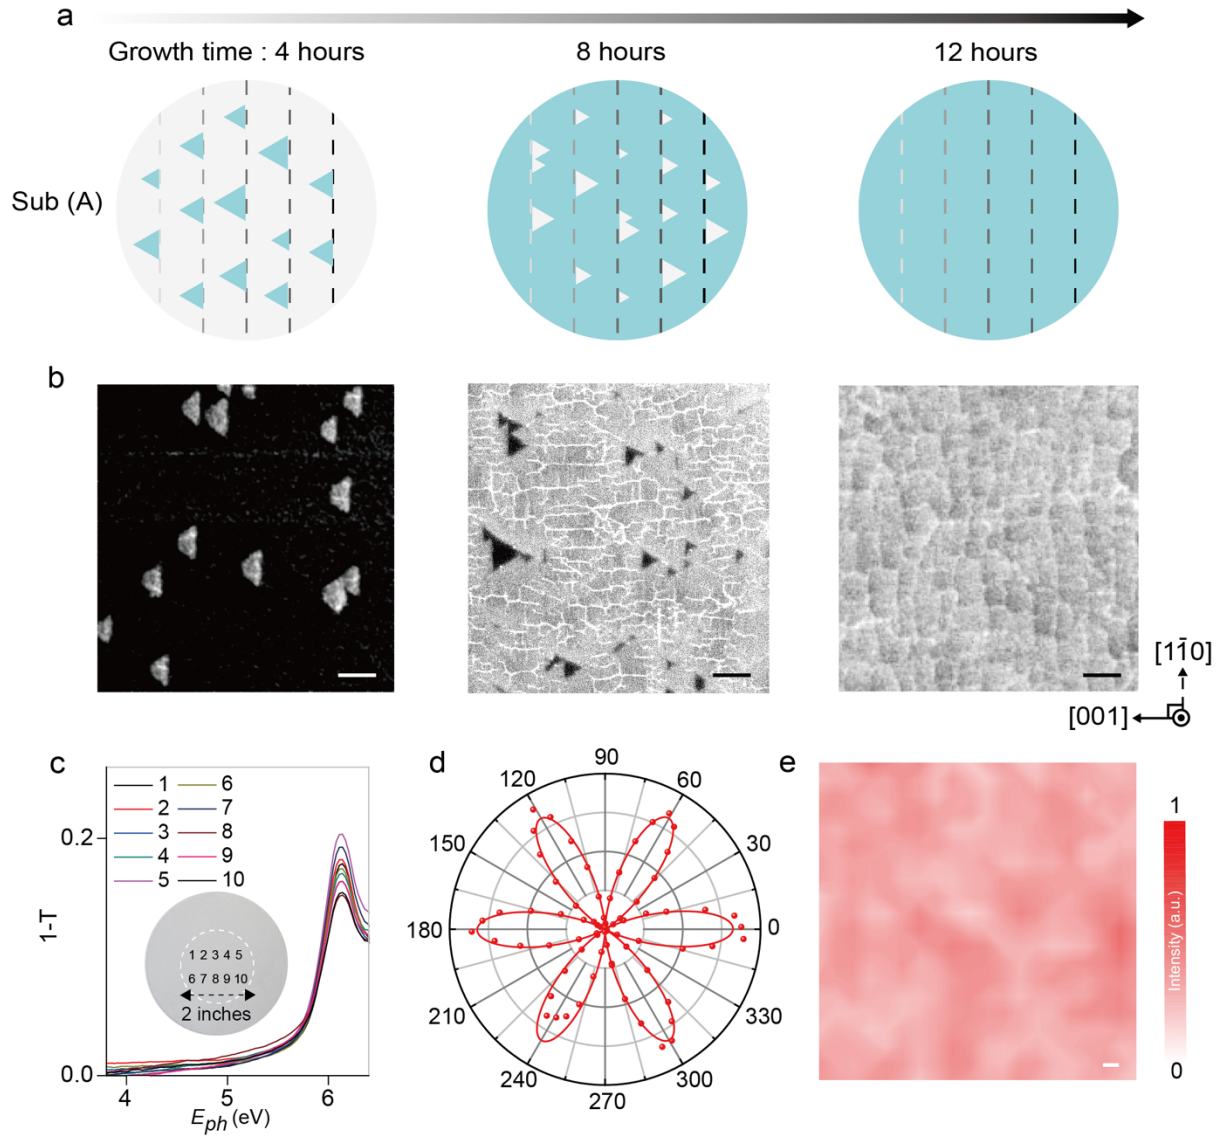 a
Growth time : 4 hours
8 hours
12 hours
Sub (A)
b
[11̄0]
[001]
c
1 6
2 7
3 8
4 9
5 10
0.2
1-T
0.0
1 2 3 4 5
6 7 8 9 10
2 inches
4 5 6
E_ph (eV)
d
90
120 60
150 30
180 0
210 330
240 300
270
e
1
Intensity (a.u.)
0